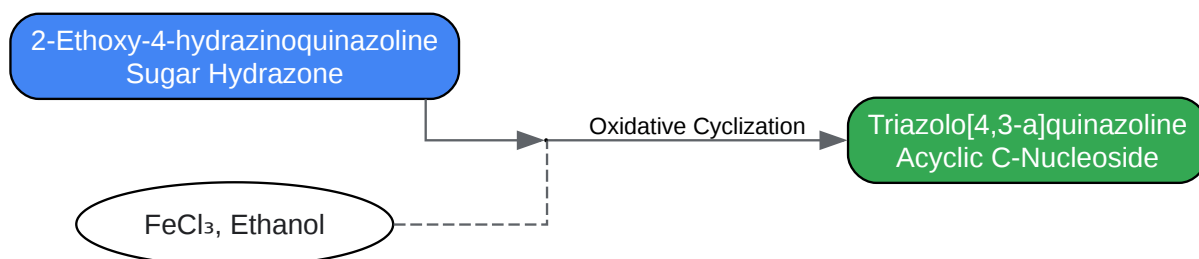 2-Ethoxy-4-hydrazinoquinazoline
Sugar Hydrazone
Oxidative Cyclization
Triazolo[4,3-a]quinazoline
Acyclic C-Nucleoside
FeCl₃, Ethanol